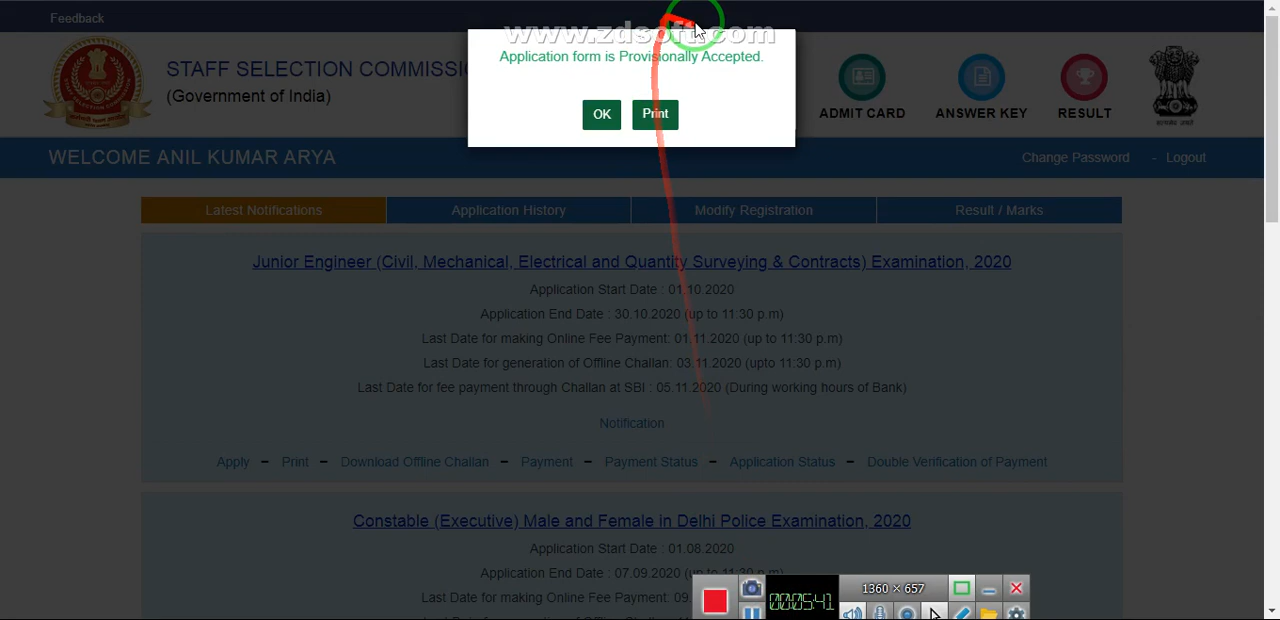 Feedback
www.zdsoft.com
Application form is Provisionally Accepted.
OK
Print
STAFF SELECTION COMMISSI
(Government of India)
ADMIT CARD
ANSWER KEY
RESULT
WELCOME ANIL KUMAR ARYA
Change Password - Logout
Latest Notifications
Application History
Modify Registration
Result / Marks
Junior Engineer (Civil, Mechanical, Electrical and Quantity Surveying & Contracts) Examination, 2020
Application Start Date : 01.10.2020
Application End Date : 30.10.2020 (up to 11:30 p.m)
Last Date for making Online Fee Payment: 01.11.2020 (up to 11:30 p.m)
Last Date for generation of Offline Challan: 03.11.2020 (upto 11:30 p.m)
Last Date for fee payment through Challan at SBI : 05.11.2020 (During working hours of Bank)
Notification
Apply – Print – Download Offline Challan – Payment – Payment Status – Application Status – Double Verification of Payment
Constable (Executive) Male and Female in Delhi Police Examination, 2020
Application Start Date : 01.08.2020
Application End Date : 07.09.2020 (up to 11:30 p.m)
Last Date for making Online Fee Payment: 09.
00:05:41
1360 × 657